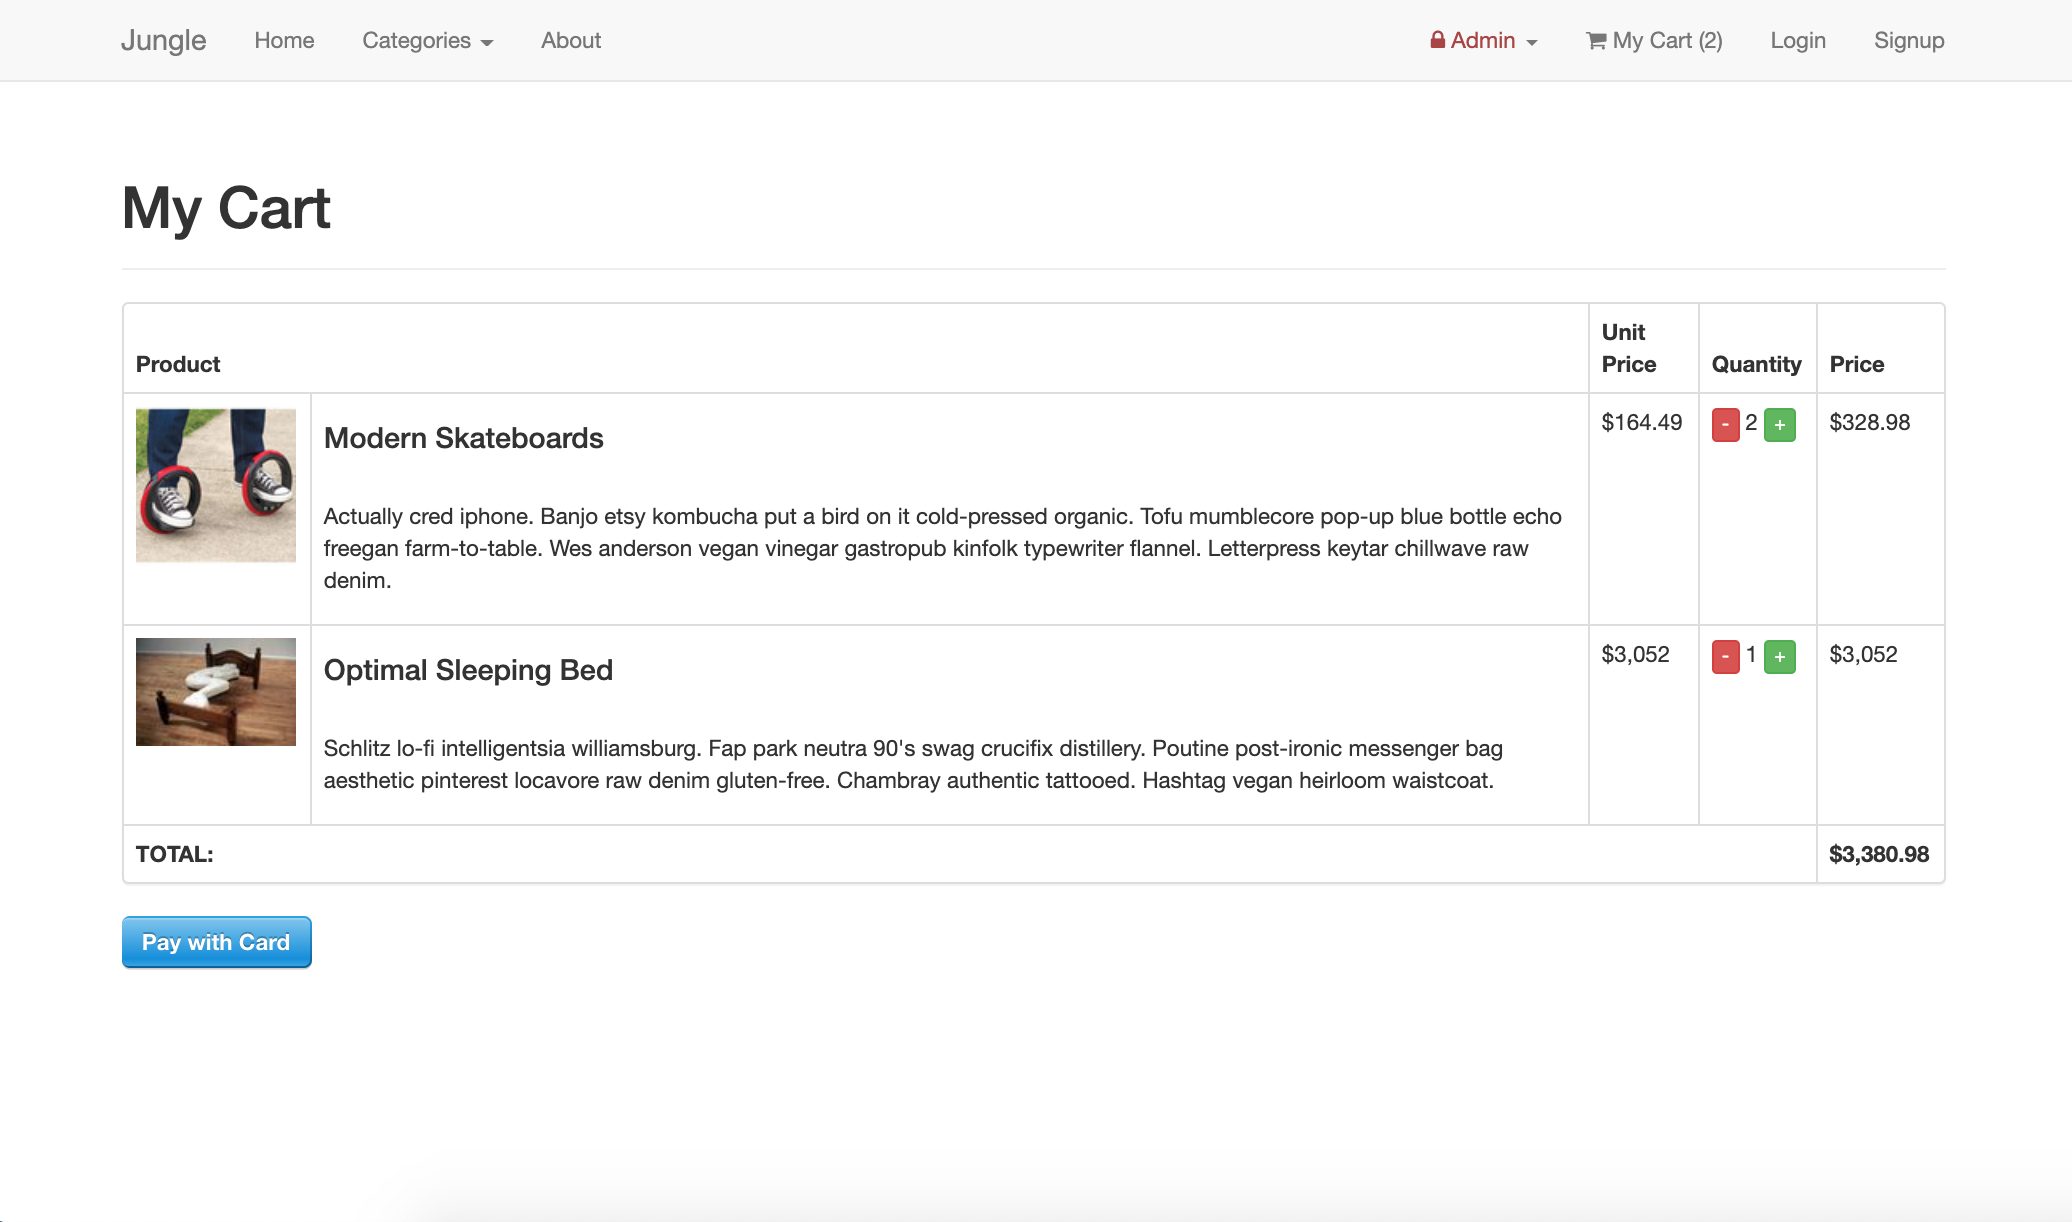 Jungle Home Categories About Admin My Cart (2) Login Signup
My Cart
Product Unit Price Quantity Price
Modern Skateboards $164.49 - 2 + $328.98
Actually cred iphone. Banjo etsy kombucha put a bird on it cold-pressed organic. Tofu mumblecore pop-up blue bottle echo
freegan farm-to-table. Wes anderson vegan vinegar gastropub kinfolk typewriter flannel. Letterpress keytar chillwave raw
denim.
Optimal Sleeping Bed $3,052 - 1 + $3,052
Schlitz lo-fi intelligentsia williamsburg. Fap park neutra 90's swag crucifix distillery. Poutine post-ironic messenger bag
aesthetic pinterest locavore raw denim gluten-free. Chambray authentic tattooed. Hashtag vegan heirloom waistcoat.
TOTAL: $3,380.98
Pay with Card